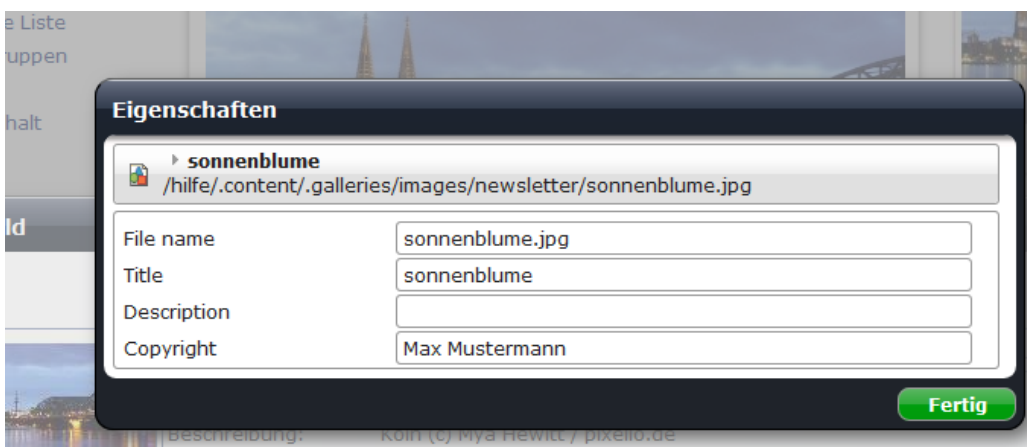 e Liste
ruppen
halt
Eigenschaften
sonnenblume
/hilfe/.content/.galleries/images/newsletter/sonnenblume.jpg
ld
File name sonnenblume.jpg
Title sonnenblume
Description
Copyright Max Mustermann
Fertig
Beschreibung: Köln (c) Mya Hewitt / pixelio.de